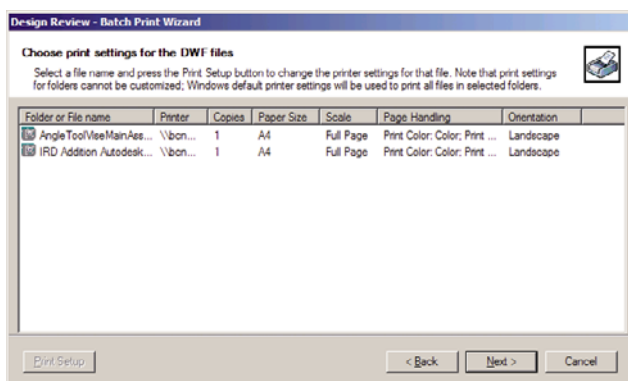 Design Review - Batch Print Wizard
Choose print settings for the DWF files
Select a file name and press the Print Setup button to change the printer settings for that file. Note that print settings
for folders cannot be customized; Windows default printer settings will be used to print all files in selected folders.
Folder or File name Printer Copies Paper Size Scale Page Handling Orientation
AngleToolViseMainAss... \\bcn... 1 A4 Full Page Print Color: Color; Print ... Landscape
IRD Addition Autodesk... \\bcn... 1 A4 Full Page Print Color: Color; Print ... Landscape
Print Setup < Back Next > Cancel